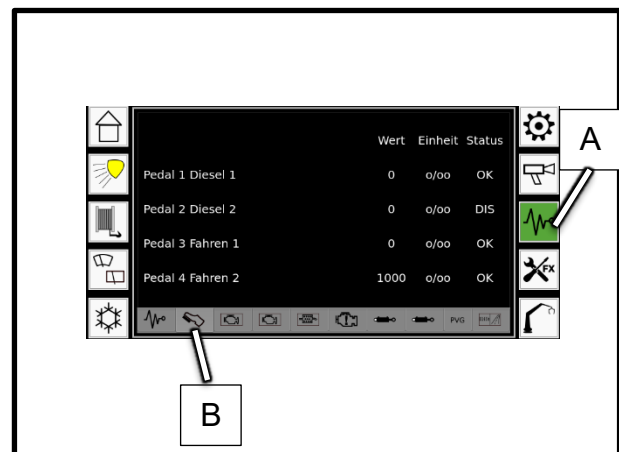 Wert Einheit Status
A
Pedal 1 Diesel 1 0 o/oo OK
Pedal 2 Diesel 2 0 o/oo DIS
Pedal 3 Fahren 1 0 o/oo OK
FX
Pedal 4 Fahren 2 1000 o/oo OK
PVG
B